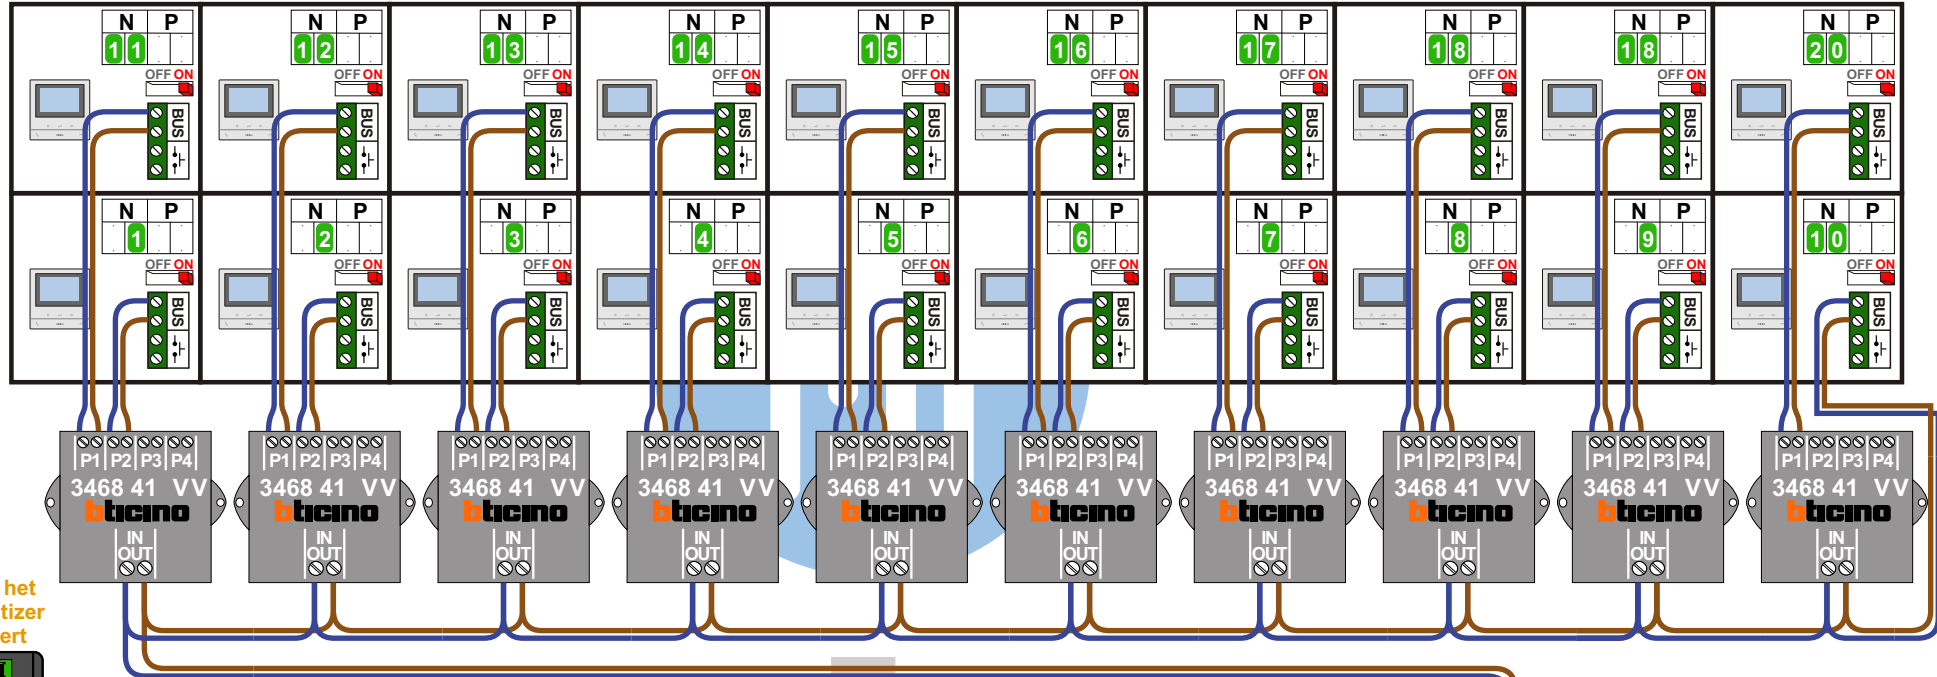 N P N P N P N P N P N P N P N P N P N P
11 12 13 14 15 16 17 18 18 20
OFF ON OFF ON OFF ON OFF ON OFF ON OFF ON OFF ON OFF ON OFF ON OFF ON
BUS BUS BUS BUS BUS BUS BUS BUS BUS BUS
N P N P N P N P N P N P N P N P N P N P
1 2 3 4 5 6 7 8 9 10
OFF ON OFF ON OFF ON OFF ON OFF ON OFF ON OFF ON OFF ON OFF ON OFF ON
BUS BUS BUS BUS BUS BUS BUS BUS BUS BUS
P1 P2 P3 P4 P1 P2 P3 P4 P1 P2 P3 P4 P1 P2 P3 P4 P1 P2 P3 P4 P1 P2 P3 P4 P1 P2 P3 P4 P1 P2 P3 P4 P1 P2 P3 P4 P1 P2 P3 P4
3468 41 VV 3468 41 VV 3468 41 VV 3468 41 VV 3468 41 VV 3468 41 VV 3468 41 VV 3468 41 VV 3468 41 VV 3468 41 VV
bticino bticino bticino bticino bticino bticino bticino bticino bticino bticino
IN IN IN IN IN IN IN IN IN IN
OUT OUT OUT OUT OUT OUT OUT OUT OUT OUT
het
tizer
ert